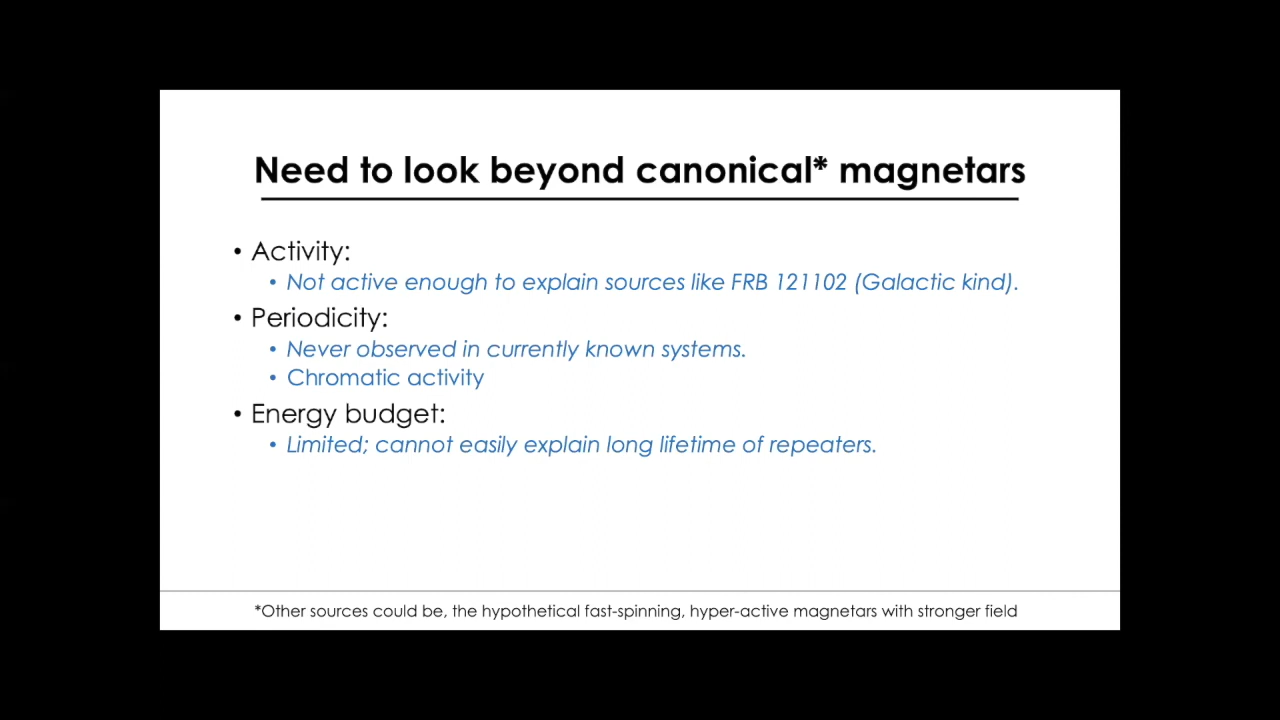 Need to look beyond canonical* magnetars
• Activity:
• Not active enough to explain sources like FRB 121102 (Galactic kind).
• Periodicity:
• Never observed in currently known systems.
• Chromatic activity
• Energy budget:
• Limited; cannot easily explain long lifetime of repeaters.
*Other sources could be, the hypothetical fast-spinning, hyper-active magnetars with stronger field